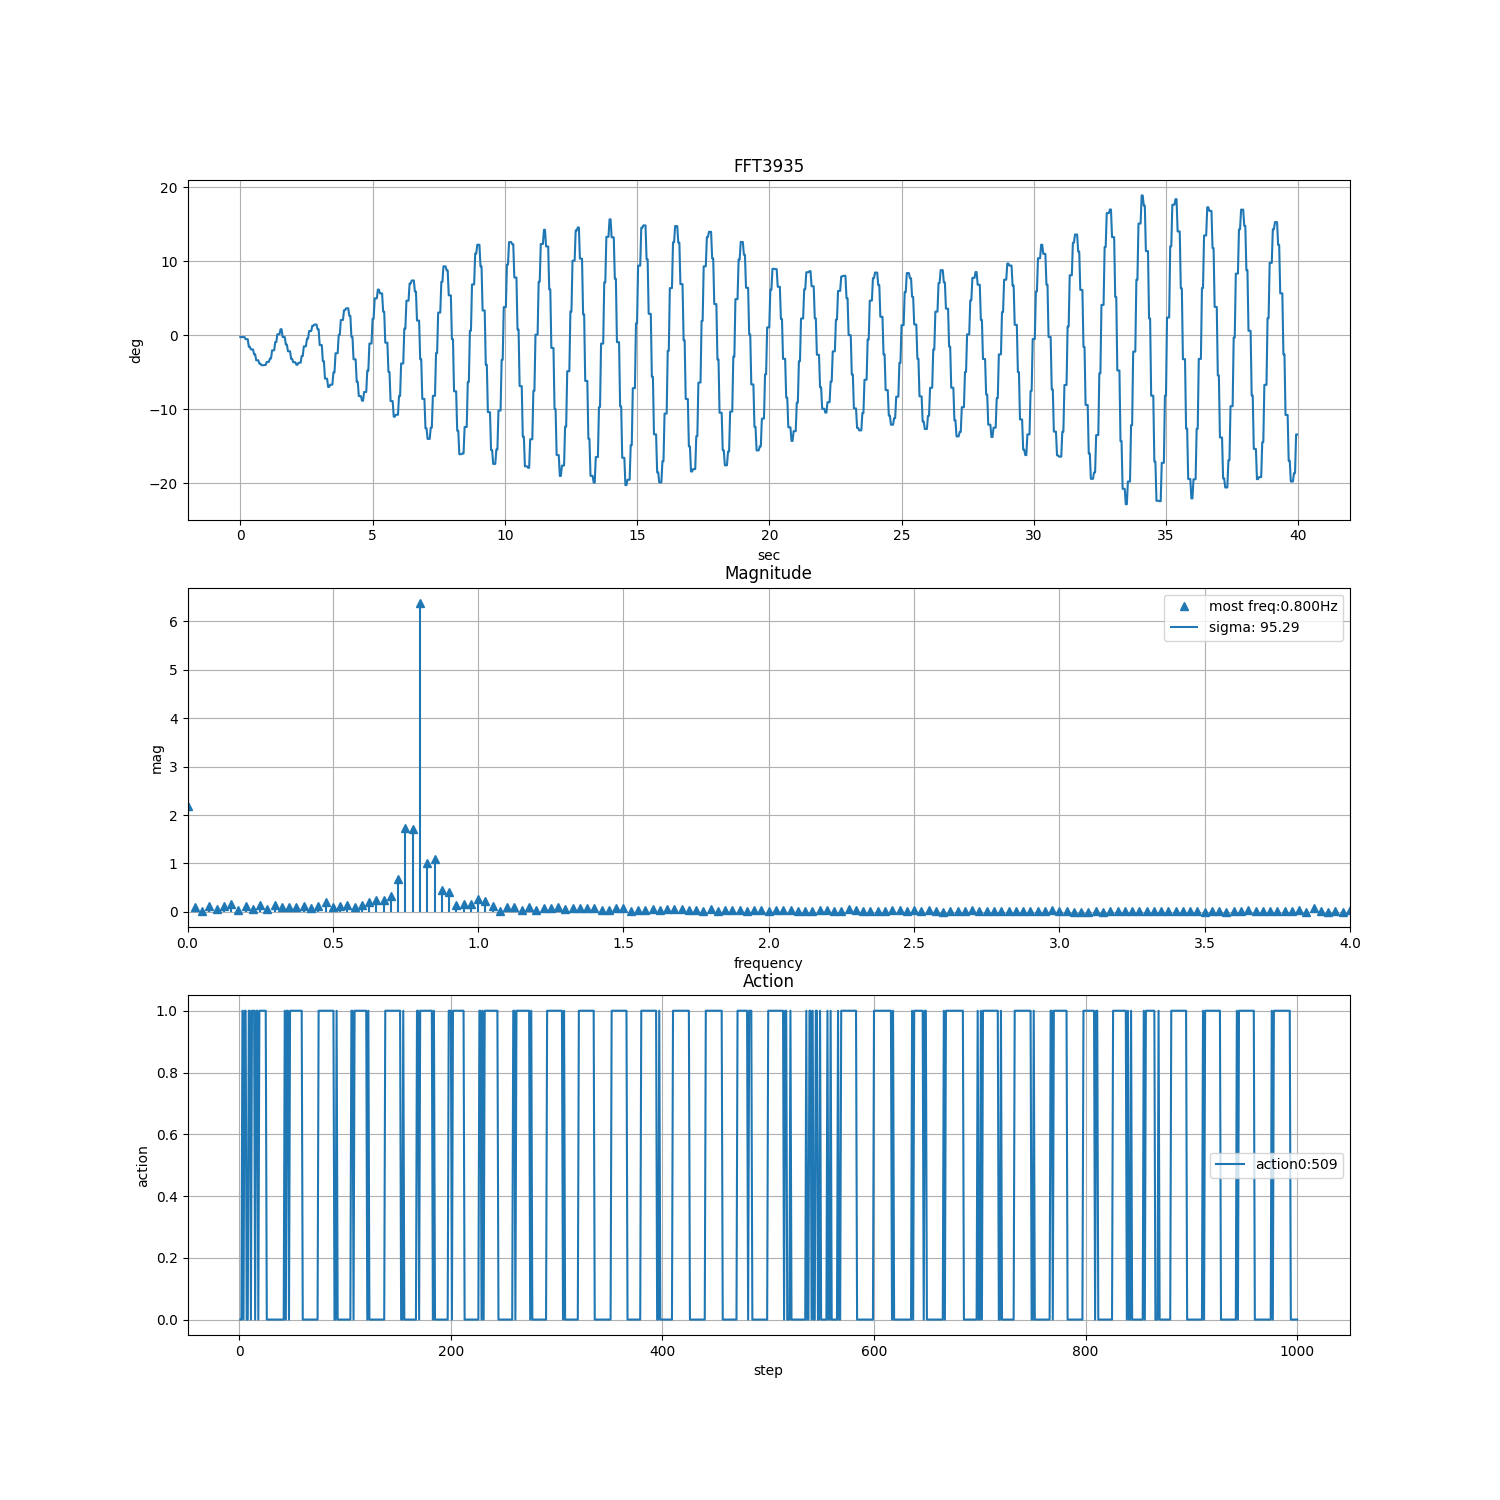 FFT3935
20
10
0
−10
−20
deg
0 5 10 15 20 25 30 35 40
sec
Magnitude
most freq:0.800Hz
sigma: 95.29
6
5
4
3
2
1
0
mag
0.0 0.5 1.0 1.5 2.0 2.5 3.0 3.5 4.0
frequency
Action
1.0
0.8
0.6
0.4
0.2
0.0
action
action0:509
0 200 400 600 800 1000
step